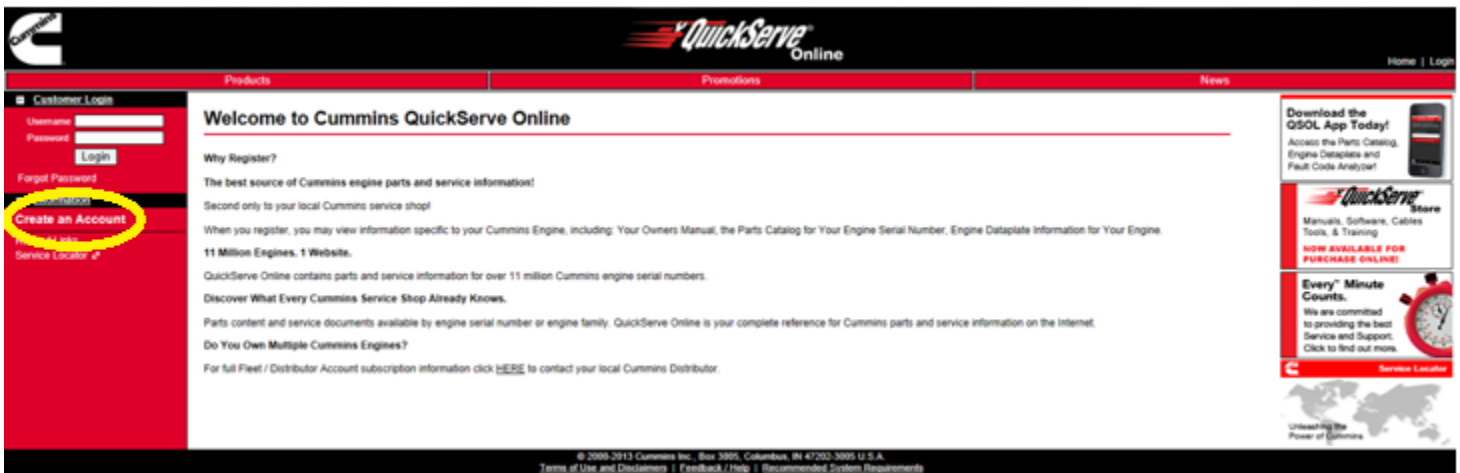 Cummins
QuickServe
Online
Home | Login
Products
Promotions
News
Customer Login
Username
Password
Login
Forgot Password
Create an Account
Service Locator
Welcome to Cummins QuickServe Online
Why Register?
The best source of Cummins engine parts and service information!
Second only to your local Cummins service shop!
When you register, you may view information specific to your Cummins Engine, including: Your Owners Manual, the Parts Catalog for Your Engine Serial Number, Engine Dataplate Information for Your Engine.
11 Million Engines. 1 Website.
QuickServe Online contains parts and service information for over 11 million Cummins engine serial numbers.
Discover What Every Cummins Service Shop Already Knows.
Parts content and service documents available by engine serial number or engine family. QuickServe Online is your complete reference for Cummins parts and service information on the Internet.
Do You Own Multiple Cummins Engines?
For full Fleet / Distributor Account subscription information click HERE to contact your local Cummins Distributor.
Download the
QSOL App Today!
Access the Parts Catalog,
Engine Dataplate and
Fault Code Analyzer!
QuickServe
Store
Manuals, Software, Cables
Tools, & Training
NOW AVAILABLE FOR
PURCHASE ONLINE!
Every™ Minute
Counts.
We are committed
to providing the best
Service and Support.
Click to find out more.
Service Locator
Unleashing the
Power of Cummins
© 2000-2013 Cummins Inc., Box 3005, Columbus, IN 47202-3005 U.S.A.
Terms of Use and Disclaimers | Feedback / Help | Recommended System Requirements